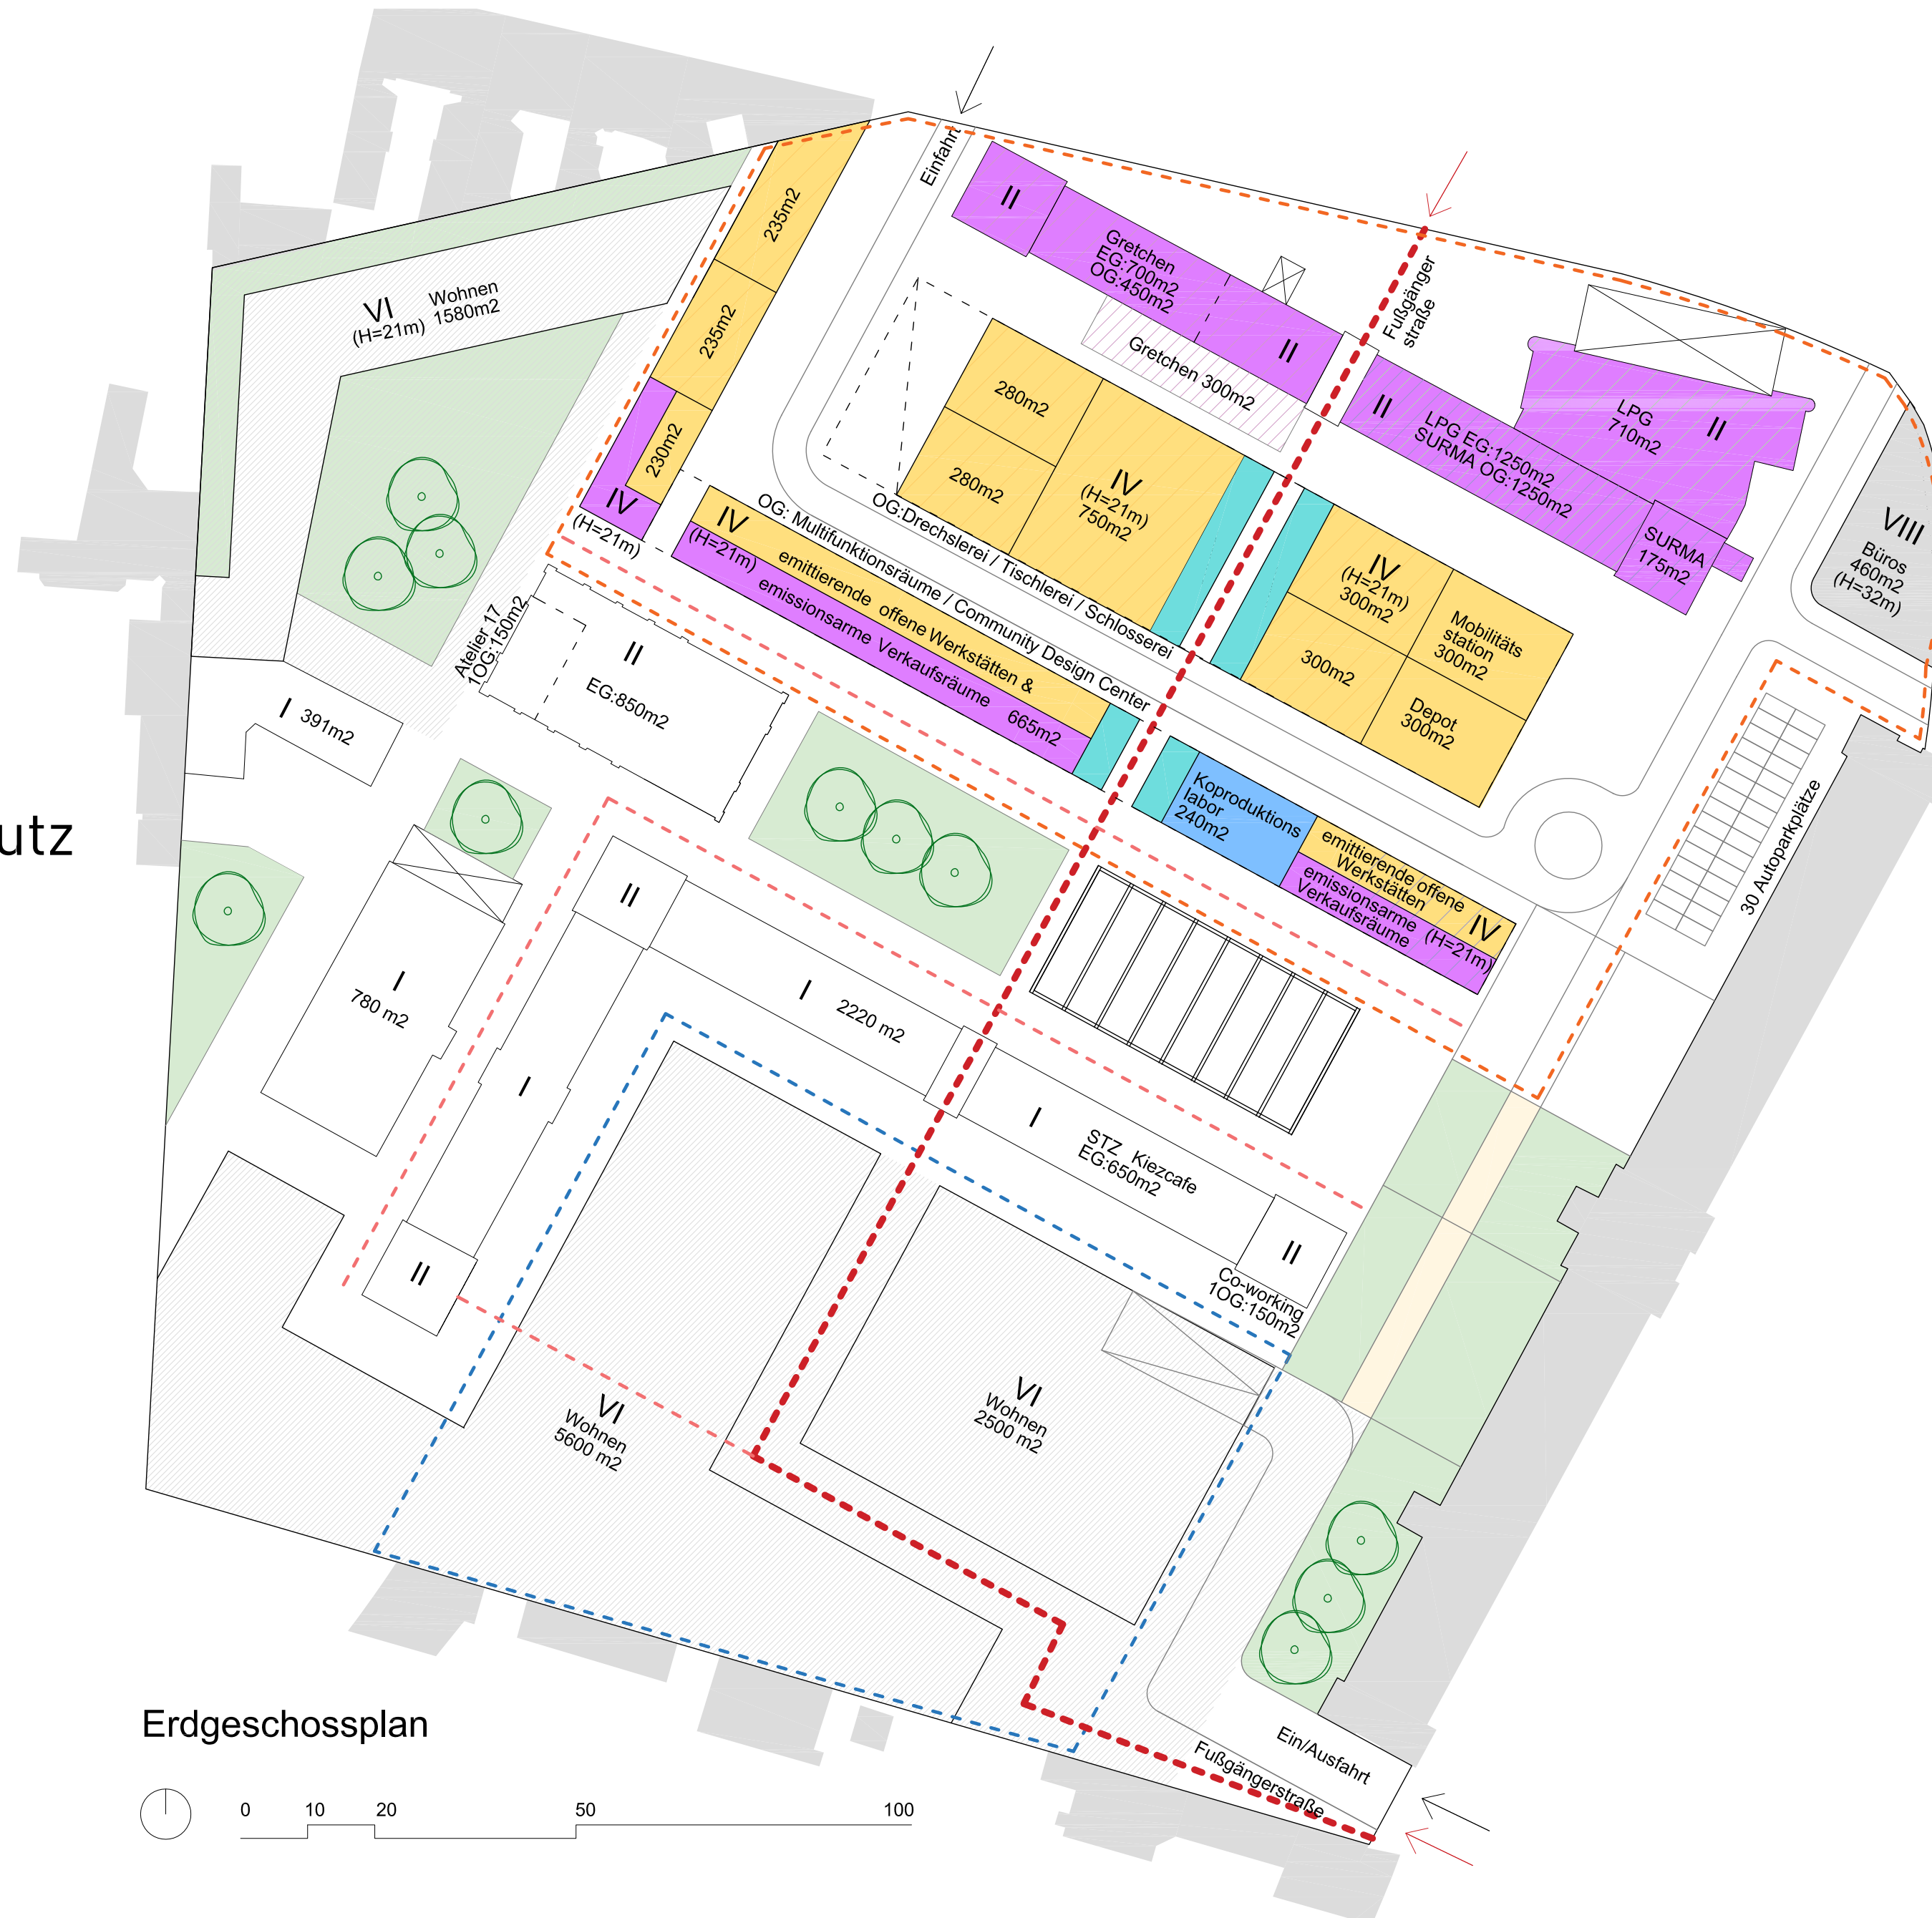 Einfahrt
II
Gretchen
EG:700m2
OG:450m2
II
Gretchen 300m2
Fußgänger
straße
235m2
235m2
230m2
IV
(H=21m)
VI
(H=21m)
Wohnen
1580m2
II
LPG EG:1250m2
SURMA OG:1250m2
LPG
710m2
II
SURMA
175m2
VIII
Büros
460m2
(H=32m)
280m2
280m2
IV
(H=21m)
750m2
OG:Drechslerei / Tischlerei / Schlosserei
IV
(H=21m)
300m2
300m2
Mobilitäts
station
300m2
Depot
300m2
OG: Multifunktionsräume / Community Design Center
IV
(H=21m)
emittierende offene Werkstätten &
emissionsarme Verkaufsräume 665m2
Koproduktions
labor
240m2
emittierende offene
Werkstätten
emissionsarme
Verkaufsräume
IV
(H=21m)
30 Autoparkplätze
Atelier 17
1OG:150m2
II
EG:850m2
I 391m2
utz
I
780 m2
II
I
II
I 2220 m2
I
STZ Kiezcafe
EG:650m2
II
Co-working
1OG:150m2
VI
Wohnen
5600 m2
VI
Wohnen
2500 m2
Ein/Ausfahrt
Fußgängerstraße
Erdgeschossplan
0 10 20 50 100